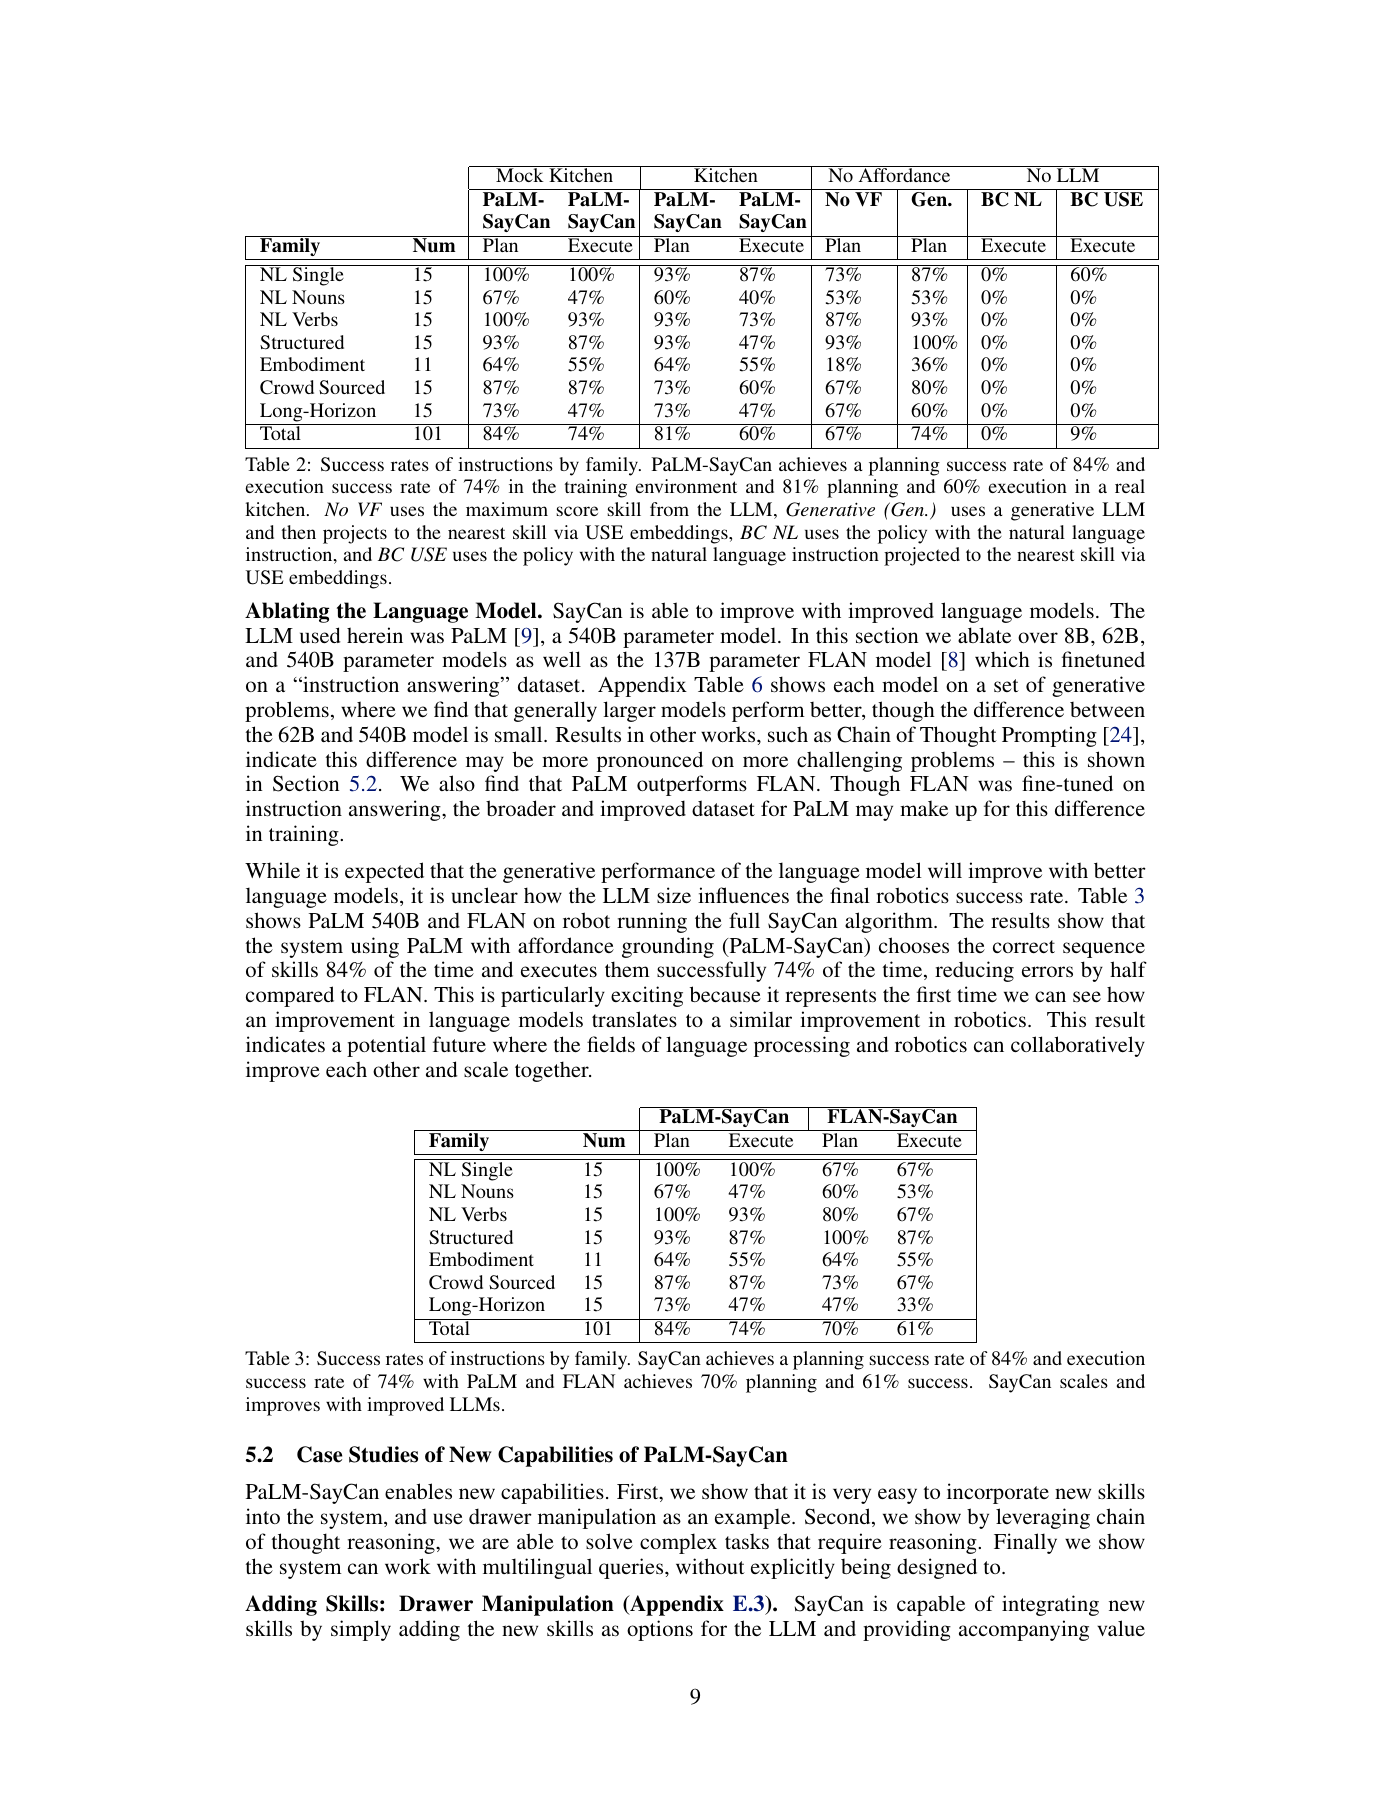 Mock Kitchen Kitchen No Affordance No LLM
PaLM- PaLM- PaLM- PaLM- No VF Gen. BC NL BC USE
SayCan SayCan SayCan SayCan
Family Num Plan Execute Plan Execute Plan Plan Execute Execute
NL Single 15 100% 100% 93% 87% 73% 87% 0% 60%
NL Nouns 15 67% 47% 60% 40% 53% 53% 0% 0%
NL Verbs 15 100% 93% 93% 73% 87% 93% 0% 0%
Structured 15 93% 87% 93% 47% 93% 100% 0% 0%
Embodiment 11 64% 55% 64% 55% 18% 36% 0% 0%
Crowd Sourced 15 87% 87% 73% 60% 67% 80% 0% 0%
Long-Horizon 15 73% 47% 73% 47% 67% 60% 0% 0%
Total 101 84% 74% 81% 60% 67% 74% 0% 9%
Table 2: Success rates of instructions by family. PaLM-SayCan achieves a planning success rate of 84% and
execution success rate of 74% in the training environment and 81% planning and 60% execution in a real
kitchen. No VF uses the maximum score skill from the LLM, Generative (Gen.) uses a generative LLM
and then projects to the nearest skill via USE embeddings, BC NL uses the policy with the natural language
instruction, and BC USE uses the policy with the natural language instruction projected to the nearest skill via
USE embeddings.
Ablating the Language Model. SayCan is able to improve with improved language models. The
LLM used herein was PaLM [9], a 540B parameter model. In this section we ablate over 8B, 62B,
and 540B parameter models as well as the 137B parameter FLAN model [8] which is finetuned
on a “instruction answering” dataset. Appendix Table 6 shows each model on a set of generative
problems, where we find that generally larger models perform better, though the difference between
the 62B and 540B model is small. Results in other works, such as Chain of Thought Prompting [24],
indicate this difference may be more pronounced on more challenging problems – this is shown
in Section 5.2. We also find that PaLM outperforms FLAN. Though FLAN was fine-tuned on
instruction answering, the broader and improved dataset for PaLM may make up for this difference
in training.
While it is expected that the generative performance of the language model will improve with better
language models, it is unclear how the LLM size influences the final robotics success rate. Table 3
shows PaLM 540B and FLAN on robot running the full SayCan algorithm. The results show that
the system using PaLM with affordance grounding (PaLM-SayCan) chooses the correct sequence
of skills 84% of the time and executes them successfully 74% of the time, reducing errors by half
compared to FLAN. This is particularly exciting because it represents the first time we can see how
an improvement in language models translates to a similar improvement in robotics. This result
indicates a potential future where the fields of language processing and robotics can collaboratively
improve each other and scale together.
PaLM-SayCan FLAN-SayCan
Family Num Plan Execute Plan Execute
NL Single 15 100% 100% 67% 67%
NL Nouns 15 67% 47% 60% 53%
NL Verbs 15 100% 93% 80% 67%
Structured 15 93% 87% 100% 87%
Embodiment 11 64% 55% 64% 55%
Crowd Sourced 15 87% 87% 73% 67%
Long-Horizon 15 73% 47% 47% 33%
Total 101 84% 74% 70% 61%
Table 3: Success rates of instructions by family. SayCan achieves a planning success rate of 84% and execution
success rate of 74% with PaLM and FLAN achieves 70% planning and 61% success. SayCan scales and
improves with improved LLMs.
5.2 Case Studies of New Capabilities of PaLM-SayCan
PaLM-SayCan enables new capabilities. First, we show that it is very easy to incorporate new skills
into the system, and use drawer manipulation as an example. Second, we show by leveraging chain
of thought reasoning, we are able to solve complex tasks that require reasoning. Finally we show
the system can work with multilingual queries, without explicitly being designed to.
Adding Skills: Drawer Manipulation (Appendix E.3). SayCan is capable of integrating new
skills by simply adding the new skills as options for the LLM and providing accompanying value
9